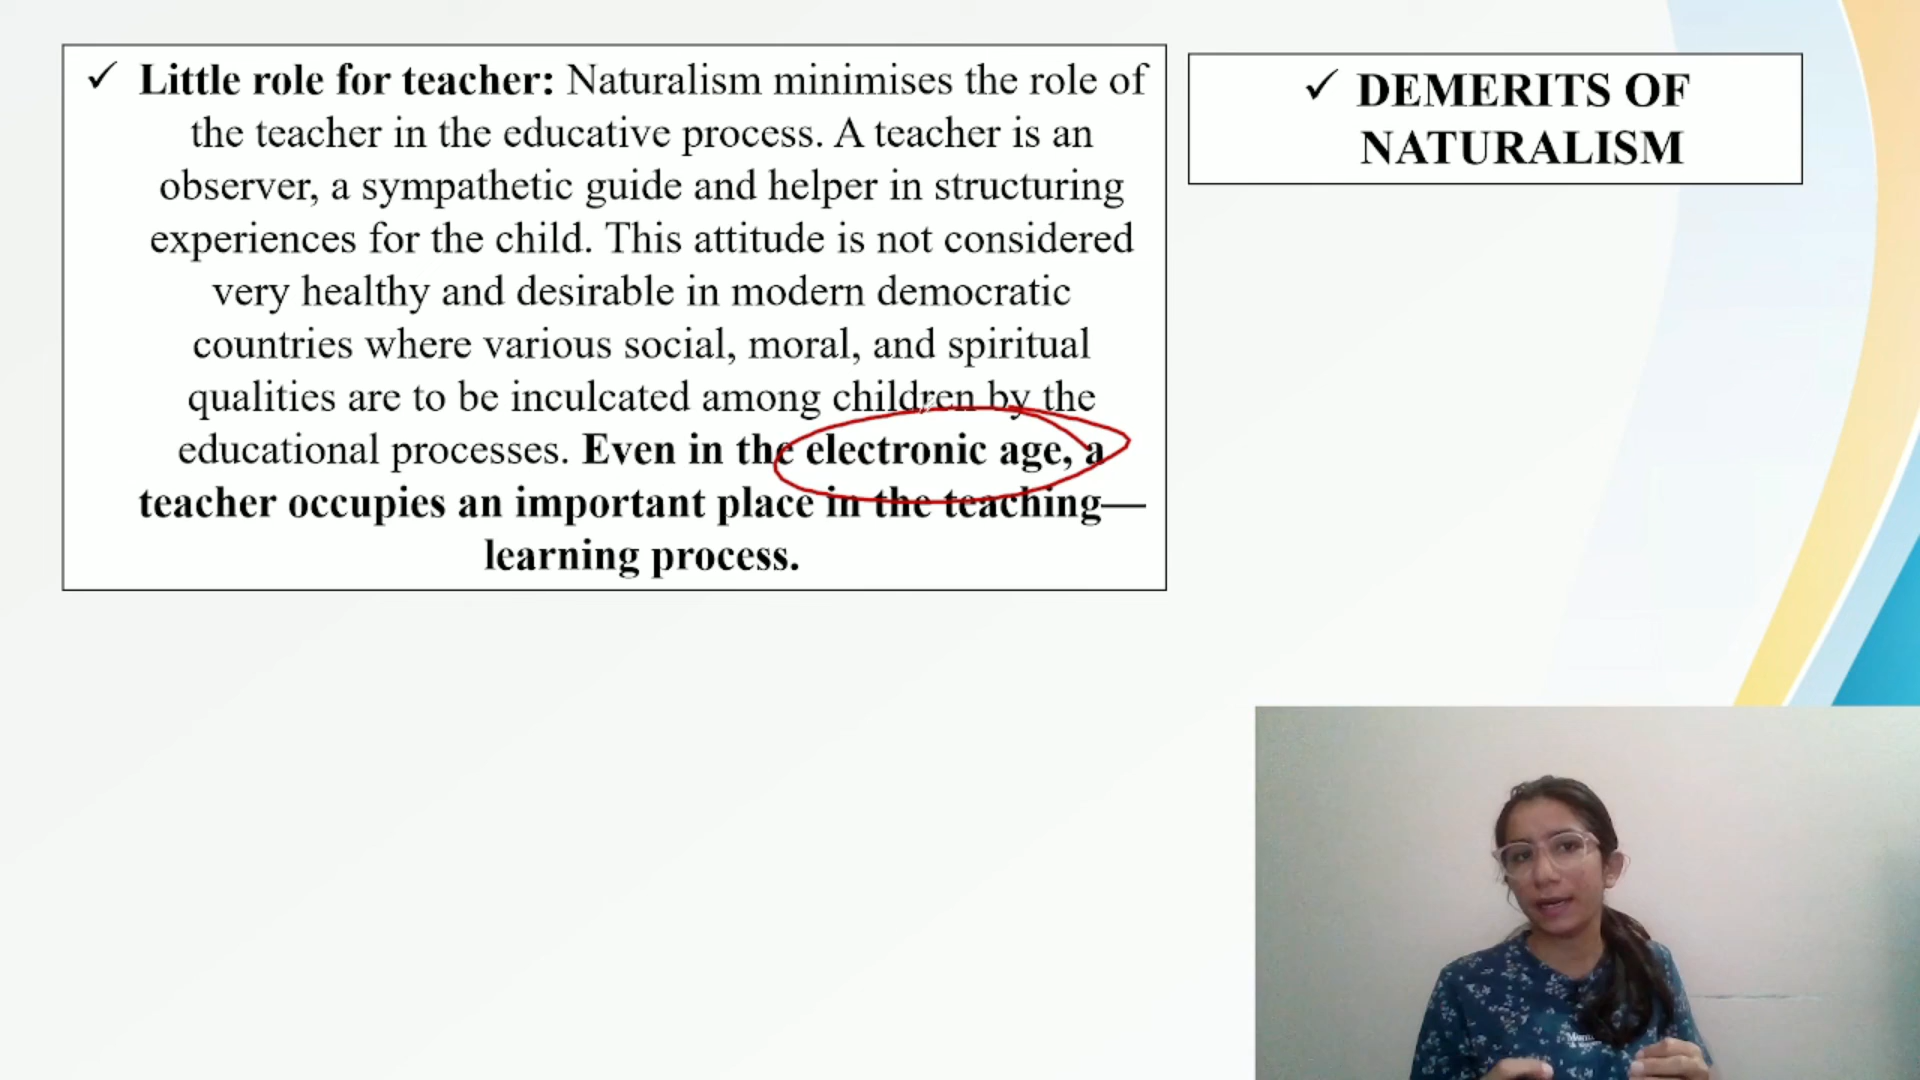 ✓ Little role for teacher: Naturalism minimises the role of
the teacher in the educative process. A teacher is an
observer, a sympathetic guide and helper in structuring
experiences for the child. This attitude is not considered
very healthy and desirable in modern democratic
countries where various social, moral, and spiritual
qualities are to be inculcated among children by the
educational processes. Even in the electronic age, a
teacher occupies an important place in the teaching—
learning process.
✓ DEMERITS OF
NATURALISM